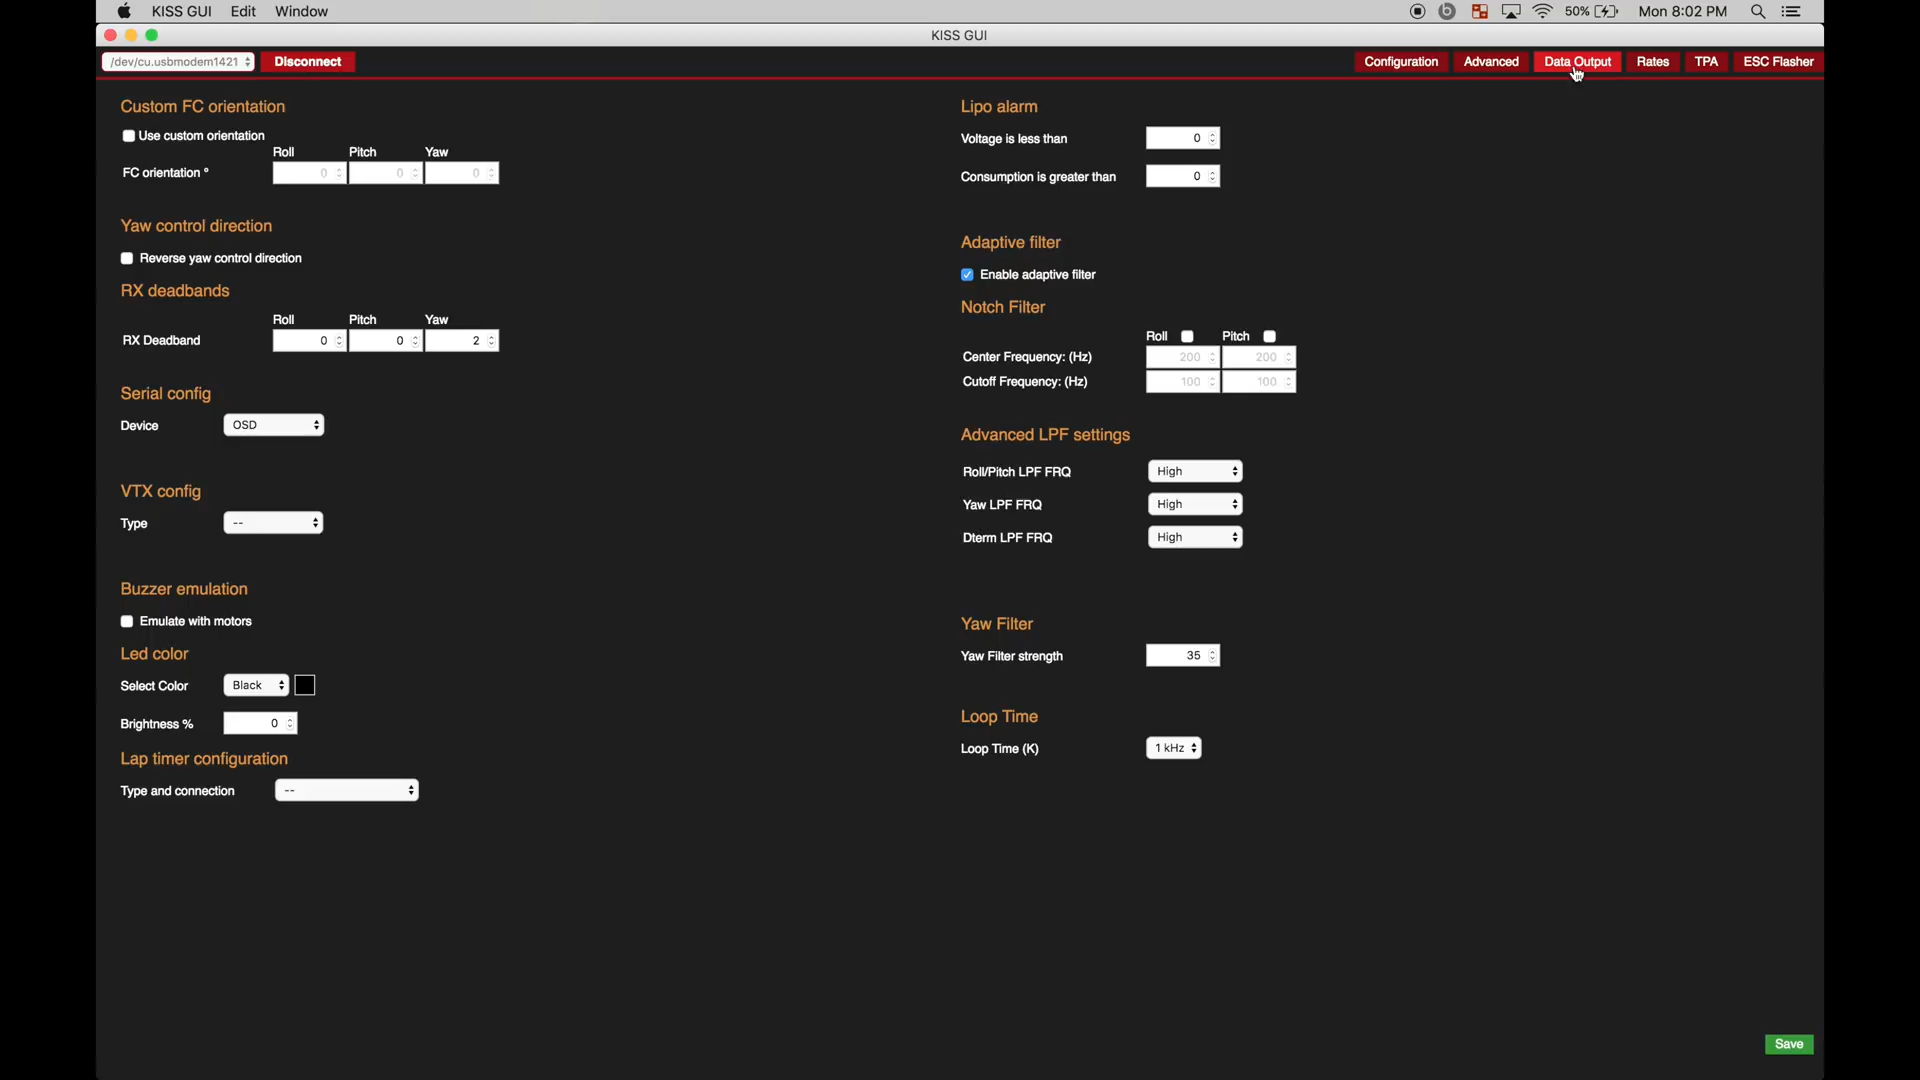 KISS GUI Edit Window 50% Mon 8:02 PM
KISS GUI
/dev/cu.usbmodem1421 Disconnect Configuration Advanced Data Output Rates TPA ESC Flasher
Custom FC orientation
Use custom orientation
Roll Pitch Yaw
FC orientation º 0 0 0
Yaw control direction
Reverse yaw control direction
RX deadbands
Roll Pitch Yaw
RX Deadband 0 0 2
Serial config
Device OSD
VTX config
Type --
Buzzer emulation
Emulate with motors
Led color
Select Color Black
Brightness % 0
Lap timer configuration
Type and connection --
Lipo alarm
Voltage is less than 0
Consumption is greater than 0
Adaptive filter
Enable adaptive filter
Notch Filter
Roll Pitch
Center Frequency: (Hz) 200 200
Cutoff Frequency: (Hz) 100 100
Advanced LPF settings
Roll/Pitch LPF FRQ High
Yaw LPF FRQ High
Dterm LPF FRQ High
Yaw Filter
Yaw Filter strength 35
Loop Time
Loop Time (K) 1 kHz
Save